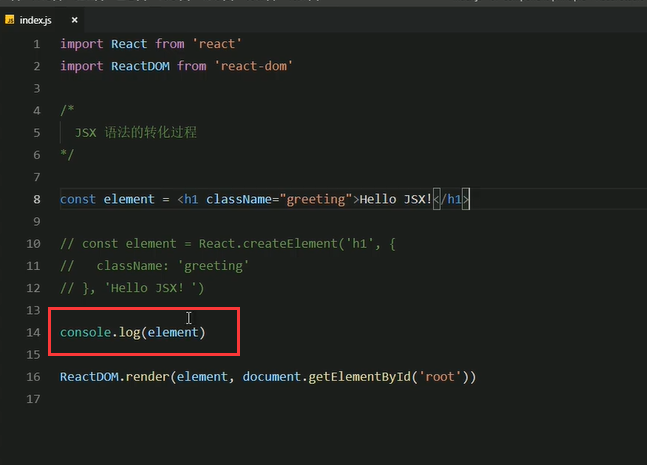 index.js ×
1 import React from 'react'
2 import ReactDOM from 'react-dom'
3
4 /*
5 JSX 语法的转化过程
6 */
7
8 const element = <h1 className="greeting">Hello JSX!</h1>
9
10 // const element = React.createElement('h1', {
11 //   className: 'greeting'
12 // }, 'Hello JSX! ')
13
14 console.log(element)
15
16 ReactDOM.render(element, document.getElementById('root'))
17